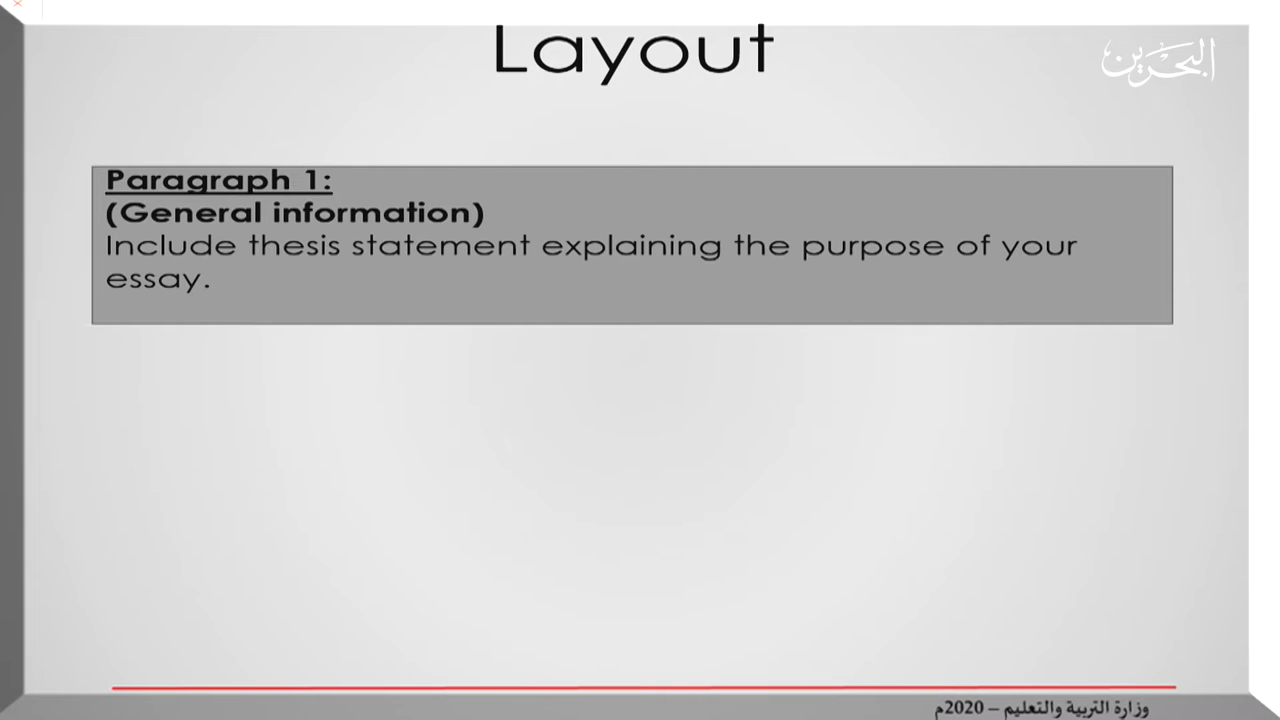 Layout
البحرين
Paragraph 1:
(General information)
Include thesis statement explaining the purpose of your
essay.
وزارة التربية والتعليم – 2020م